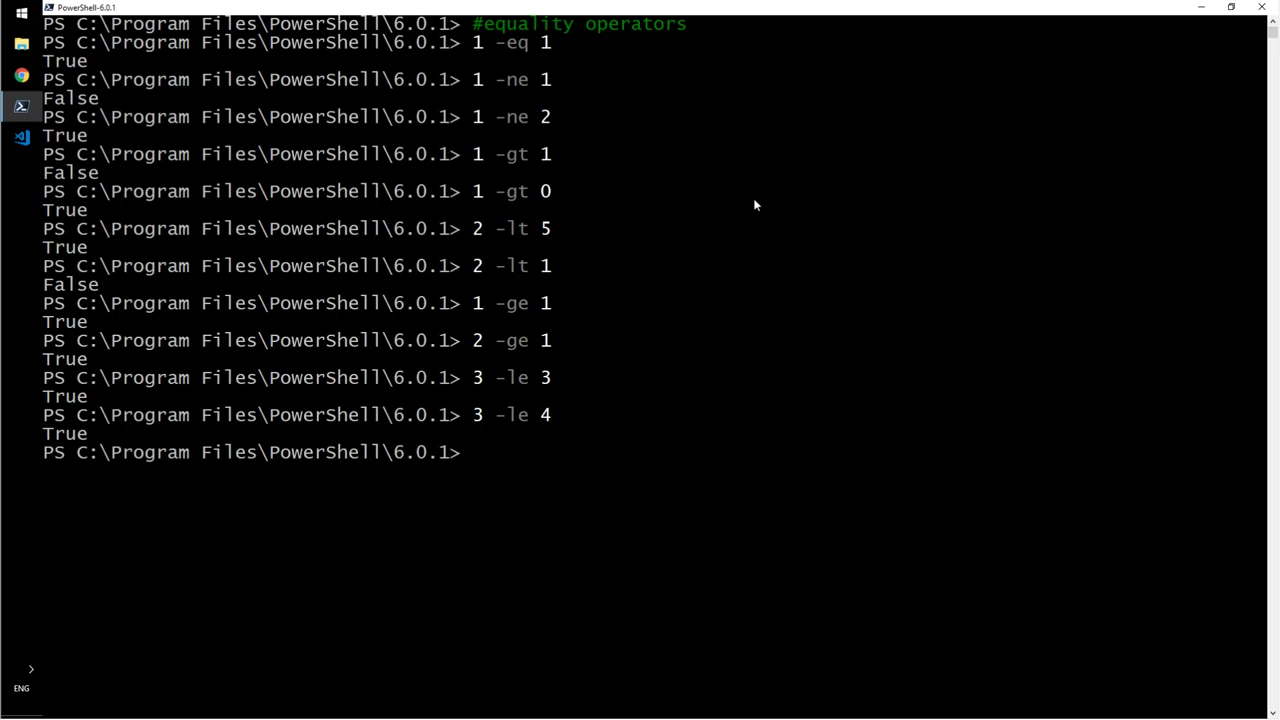 PowerShell-6.0.1
PS C:\Program Files\PowerShell\6.0.1> #equality operators
PS C:\Program Files\PowerShell\6.0.1> 1 -eq 1
True
PS C:\Program Files\PowerShell\6.0.1> 1 -ne 1
False
PS C:\Program Files\PowerShell\6.0.1> 1 -ne 2
True
PS C:\Program Files\PowerShell\6.0.1> 1 -gt 1
False
PS C:\Program Files\PowerShell\6.0.1> 1 -gt 0
True
PS C:\Program Files\PowerShell\6.0.1> 2 -lt 5
True
PS C:\Program Files\PowerShell\6.0.1> 2 -lt 1
False
PS C:\Program Files\PowerShell\6.0.1> 1 -ge 1
True
PS C:\Program Files\PowerShell\6.0.1> 2 -ge 1
True
PS C:\Program Files\PowerShell\6.0.1> 3 -le 3
True
PS C:\Program Files\PowerShell\6.0.1> 3 -le 4
True
PS C:\Program Files\PowerShell\6.0.1>
ENG